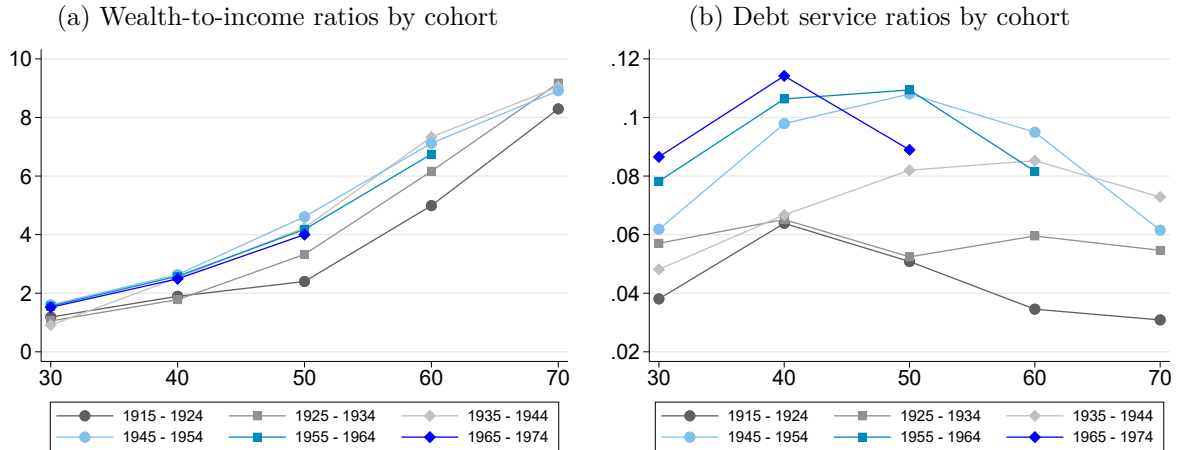 (a) Wealth-to-income ratios by cohort
10
8
6
4
2
0
30 40 50 60 70
1915 - 1924 1925 - 1934 1935 - 1944
1945 - 1954 1955 - 1964 1965 - 1974
(b) Debt service ratios by cohort
.12
.1
.08
.06
.04
.02
30 40 50 60 70
1915 - 1924 1925 - 1934 1935 - 1944
1945 - 1954 1955 - 1964 1965 - 1974